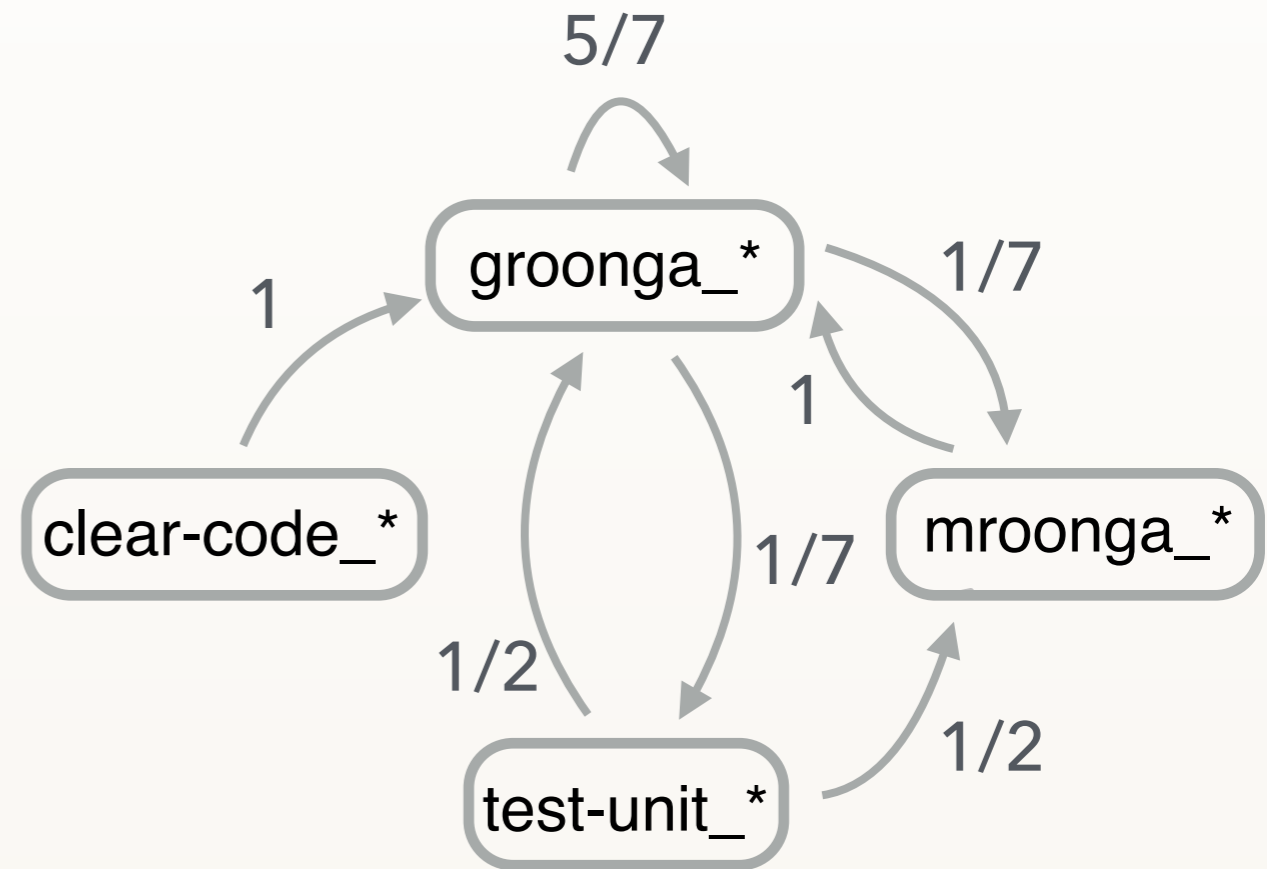 5/7
groonga_*
1/7
1
1
clear-code_*
mroonga_*
1/7
1/2
1/2
test-unit_*